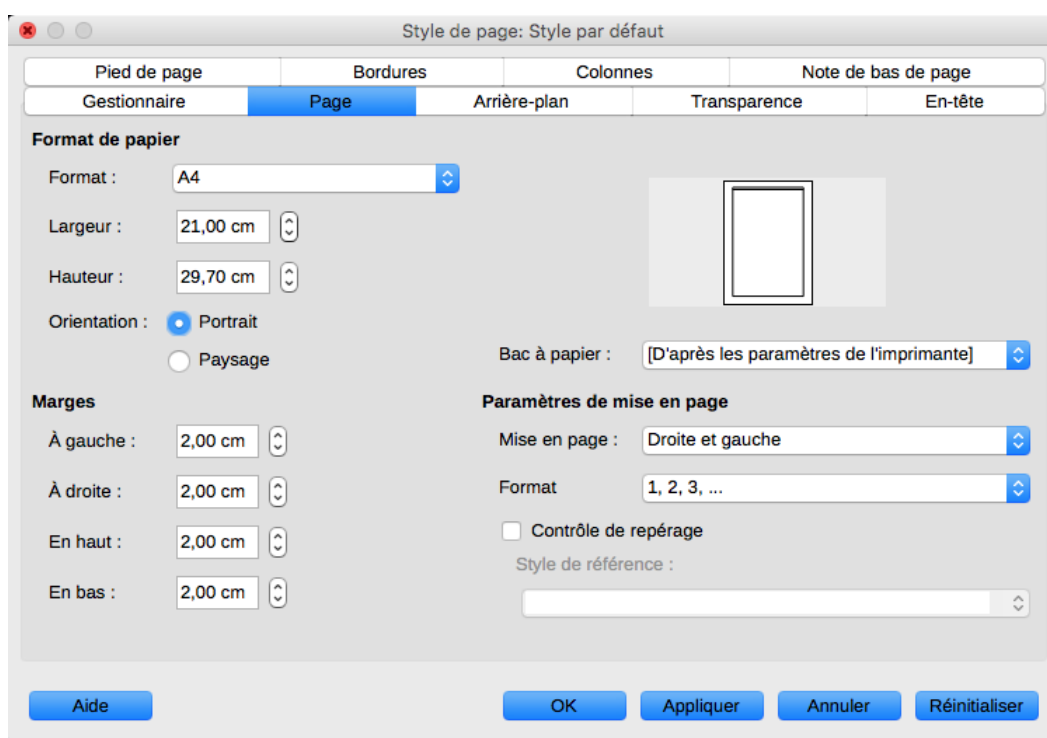 Style de page: Style par défaut
Pied de page Bordures Colonnes Note de bas de page
Gestionnaire Page Arrière-plan Transparence En-tête
Format de papier
Format : A4
Largeur : 21,00 cm
Hauteur : 29,70 cm
Orientation : Portrait
Paysage
Bac à papier : [D'après les paramètres de l'imprimante]
Marges
À gauche : 2,00 cm
À droite : 2,00 cm
En haut : 2,00 cm
En bas : 2,00 cm
Paramètres de mise en page
Mise en page : Droite et gauche
Format 1, 2, 3, ...
Contrôle de repérage
Style de référence :
Aide OK Appliquer Annuler Réinitialiser